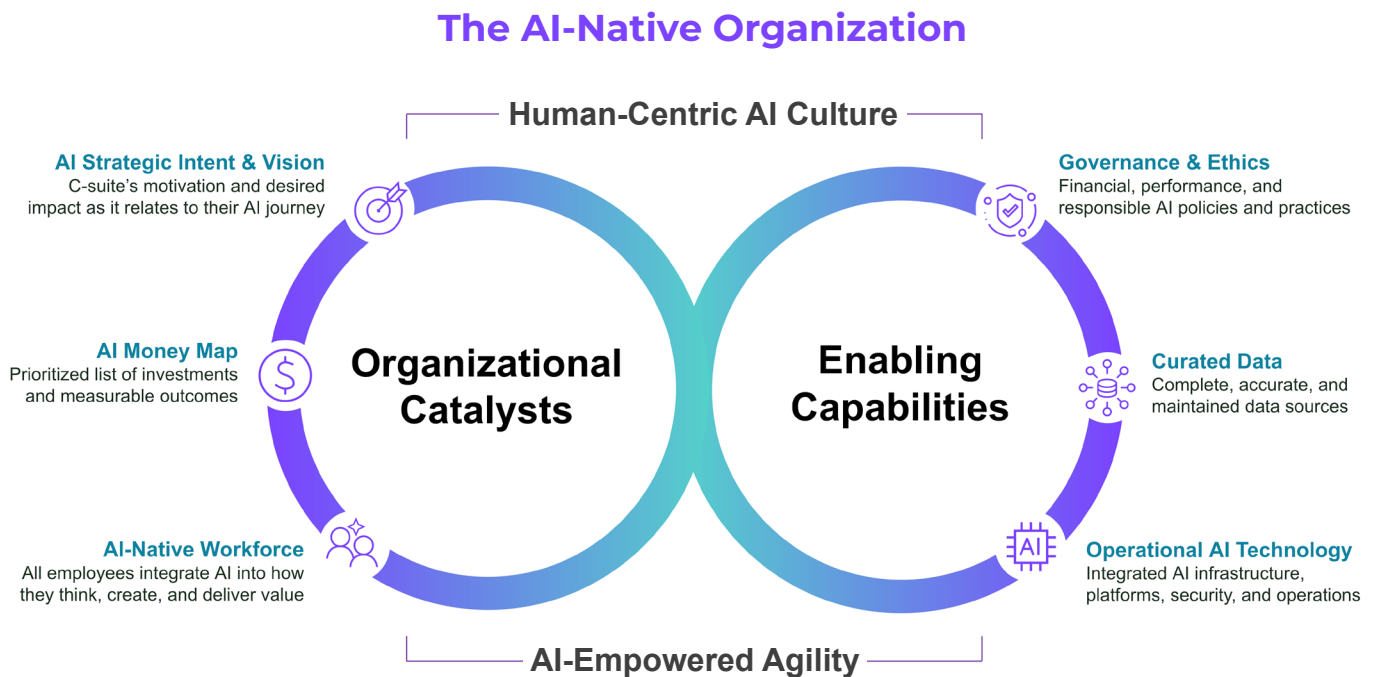 The AI-Native Organization
Human-Centric AI Culture
AI Strategic Intent & Vision
C-suite’s motivation and desired
impact as it relates to their AI journey
AI Money Map
Prioritized list of investments
and measurable outcomes
AI-Native Workforce
All employees integrate AI into how
they think, create, and deliver value
Organizational
Catalysts
$
Enabling
Capabilities
Governance & Ethics
Financial, performance, and
responsible AI policies and practices
Curated Data
Complete, accurate, and
maintained data sources
AI
Operational AI Technology
Integrated AI infrastructure,
platforms, security, and operations
AI-Empowered Agility